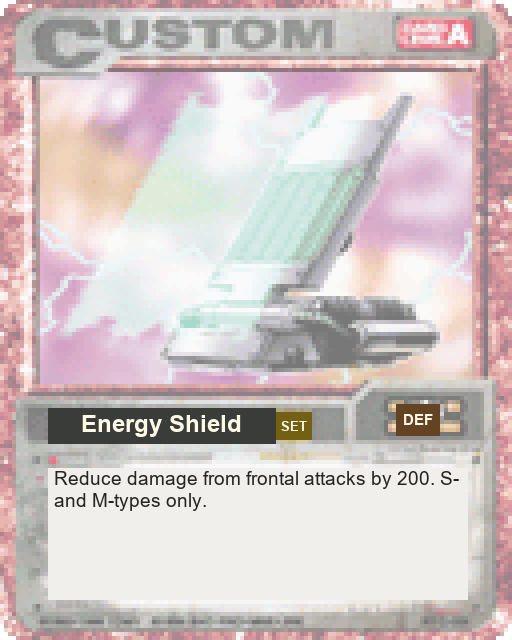 CUSTOM
A
Energy Shield
SET
DEF
Reduce damage from frontal attacks by 200. S-
and M-types only.